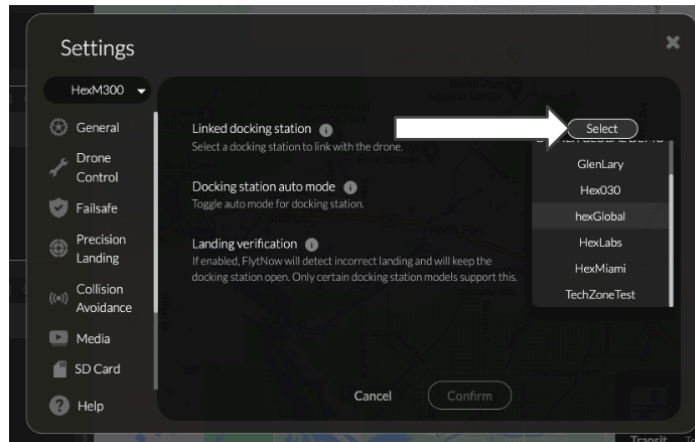 Settings
HexM300
General
Drone
Control
Failsafe
Precision
Landing
Collision
Avoidance
Media
SD Card
Help
Linked docking station
Select a docking station to link with the drone.
Docking station auto mode
Toggle auto mode for docking station.
Landing verification
If enabled, FlytNow will detect incorrect landing and will keep the
docking station open. Only certain docking station models support this.
Select
GlenLary
Hex030
hexGlobal
HexLabs
HexMiami
TechZoneTest
Cancel
Confirm
Transit